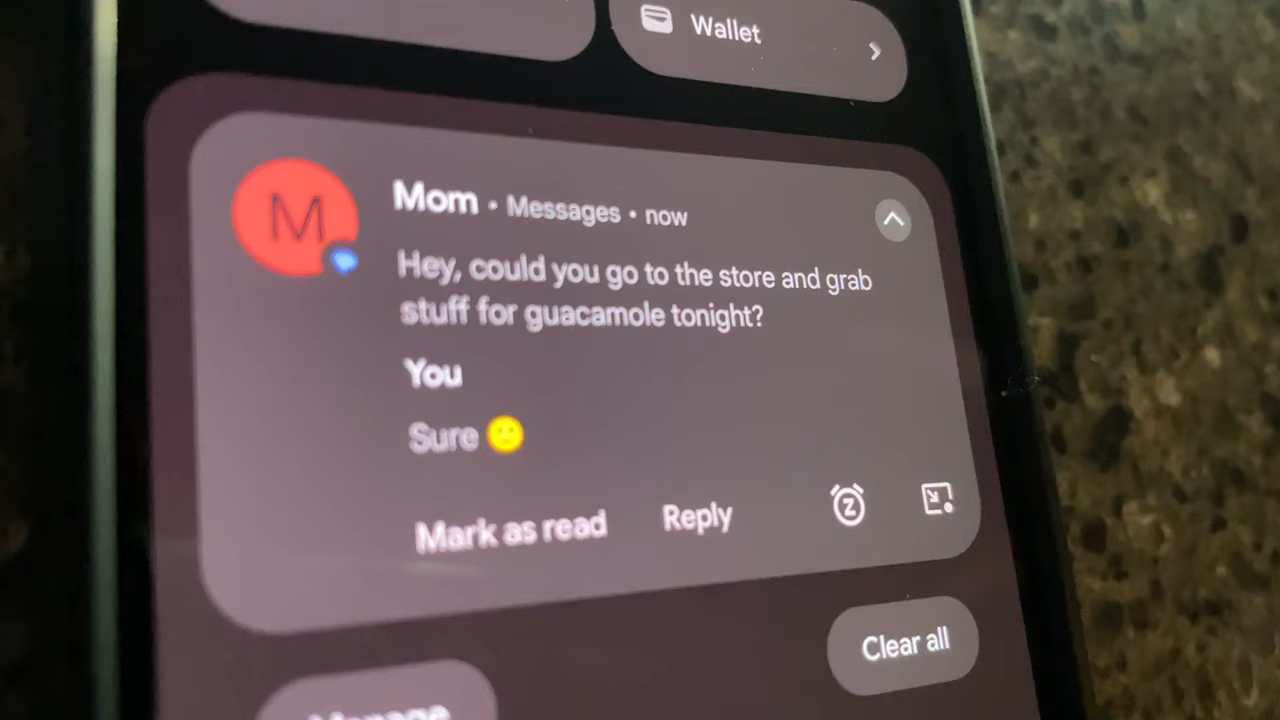 Wallet
M
Mom • Messages • now
Hey, could you go to the store and grab
stuff for guacamole tonight?
You
Sure 🙂
Mark as read
Reply
Clear all
Manage